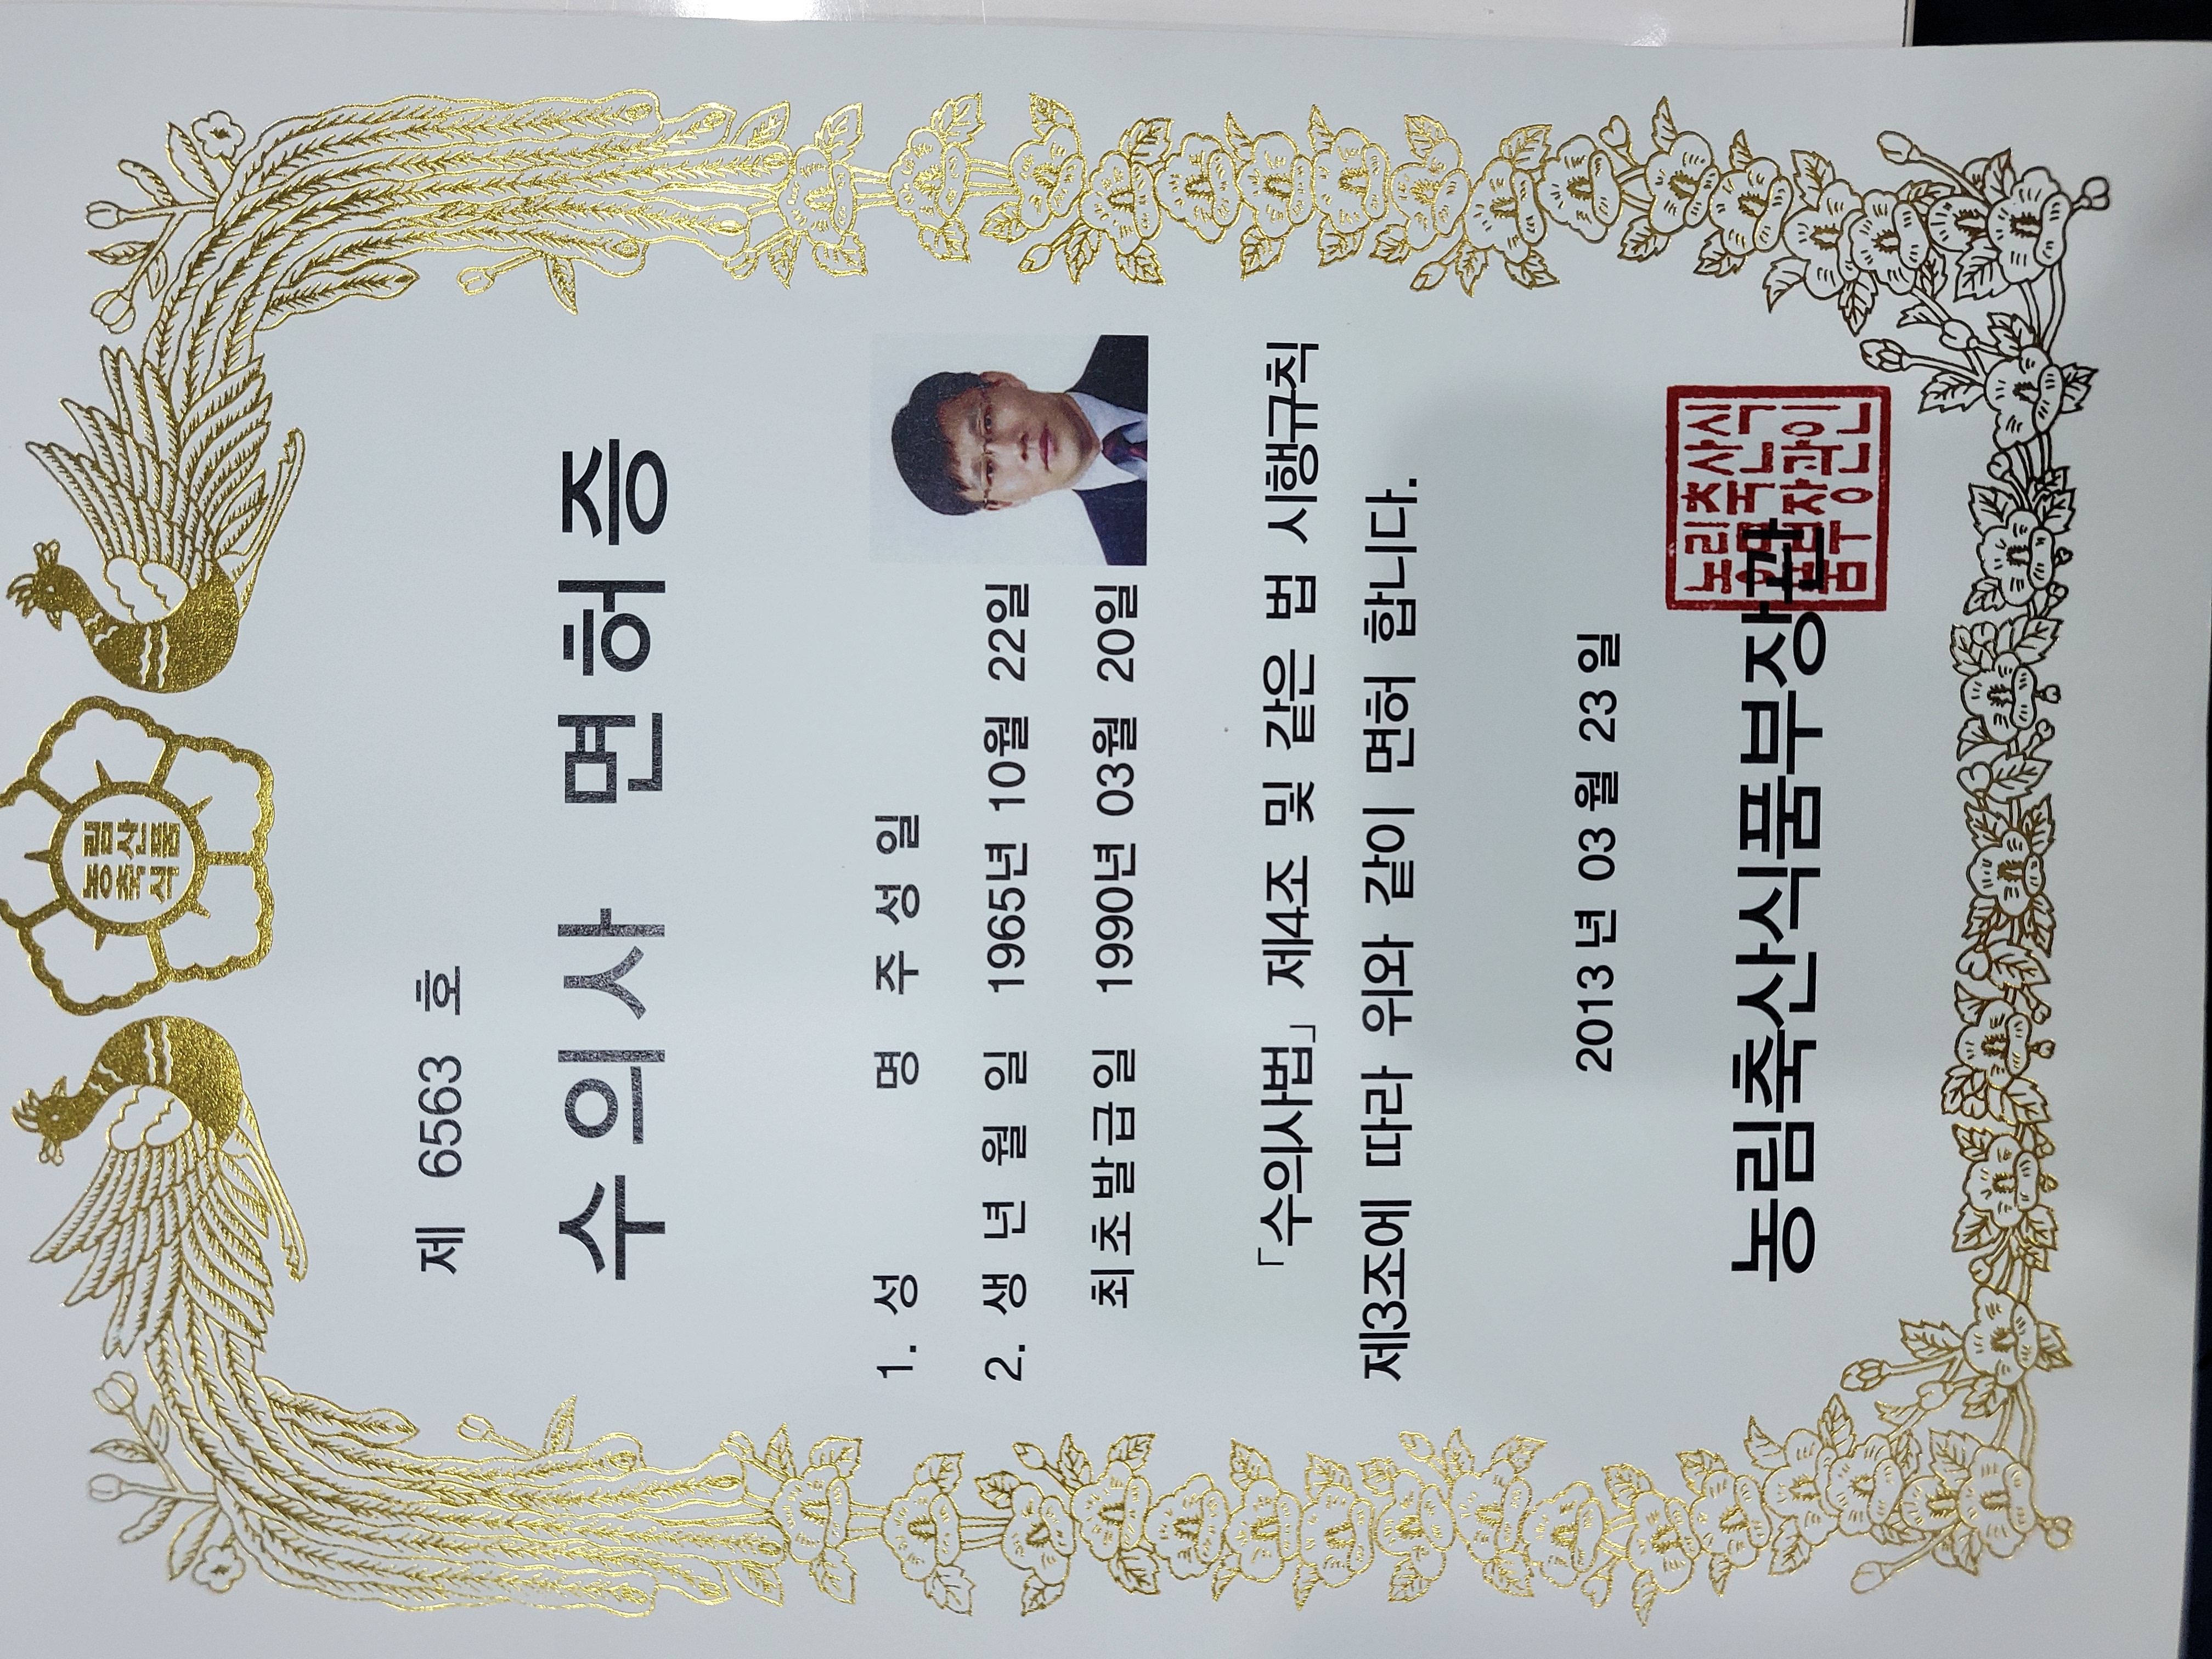 농림
축산
식품
제 6563 호
수의사 면허증
1. 성 명 주 성 일
2. 생 년 월 일 1965년 10월 22일
최초발급일 1990년 03월 20일
「수의사법」 제4조 및 같은 법 시행규칙
제3조에 따라 위와 같이 면허 합니다.
2013 년 03 월 23 일
농림축산식품부장관
농림축산식
품부장관인